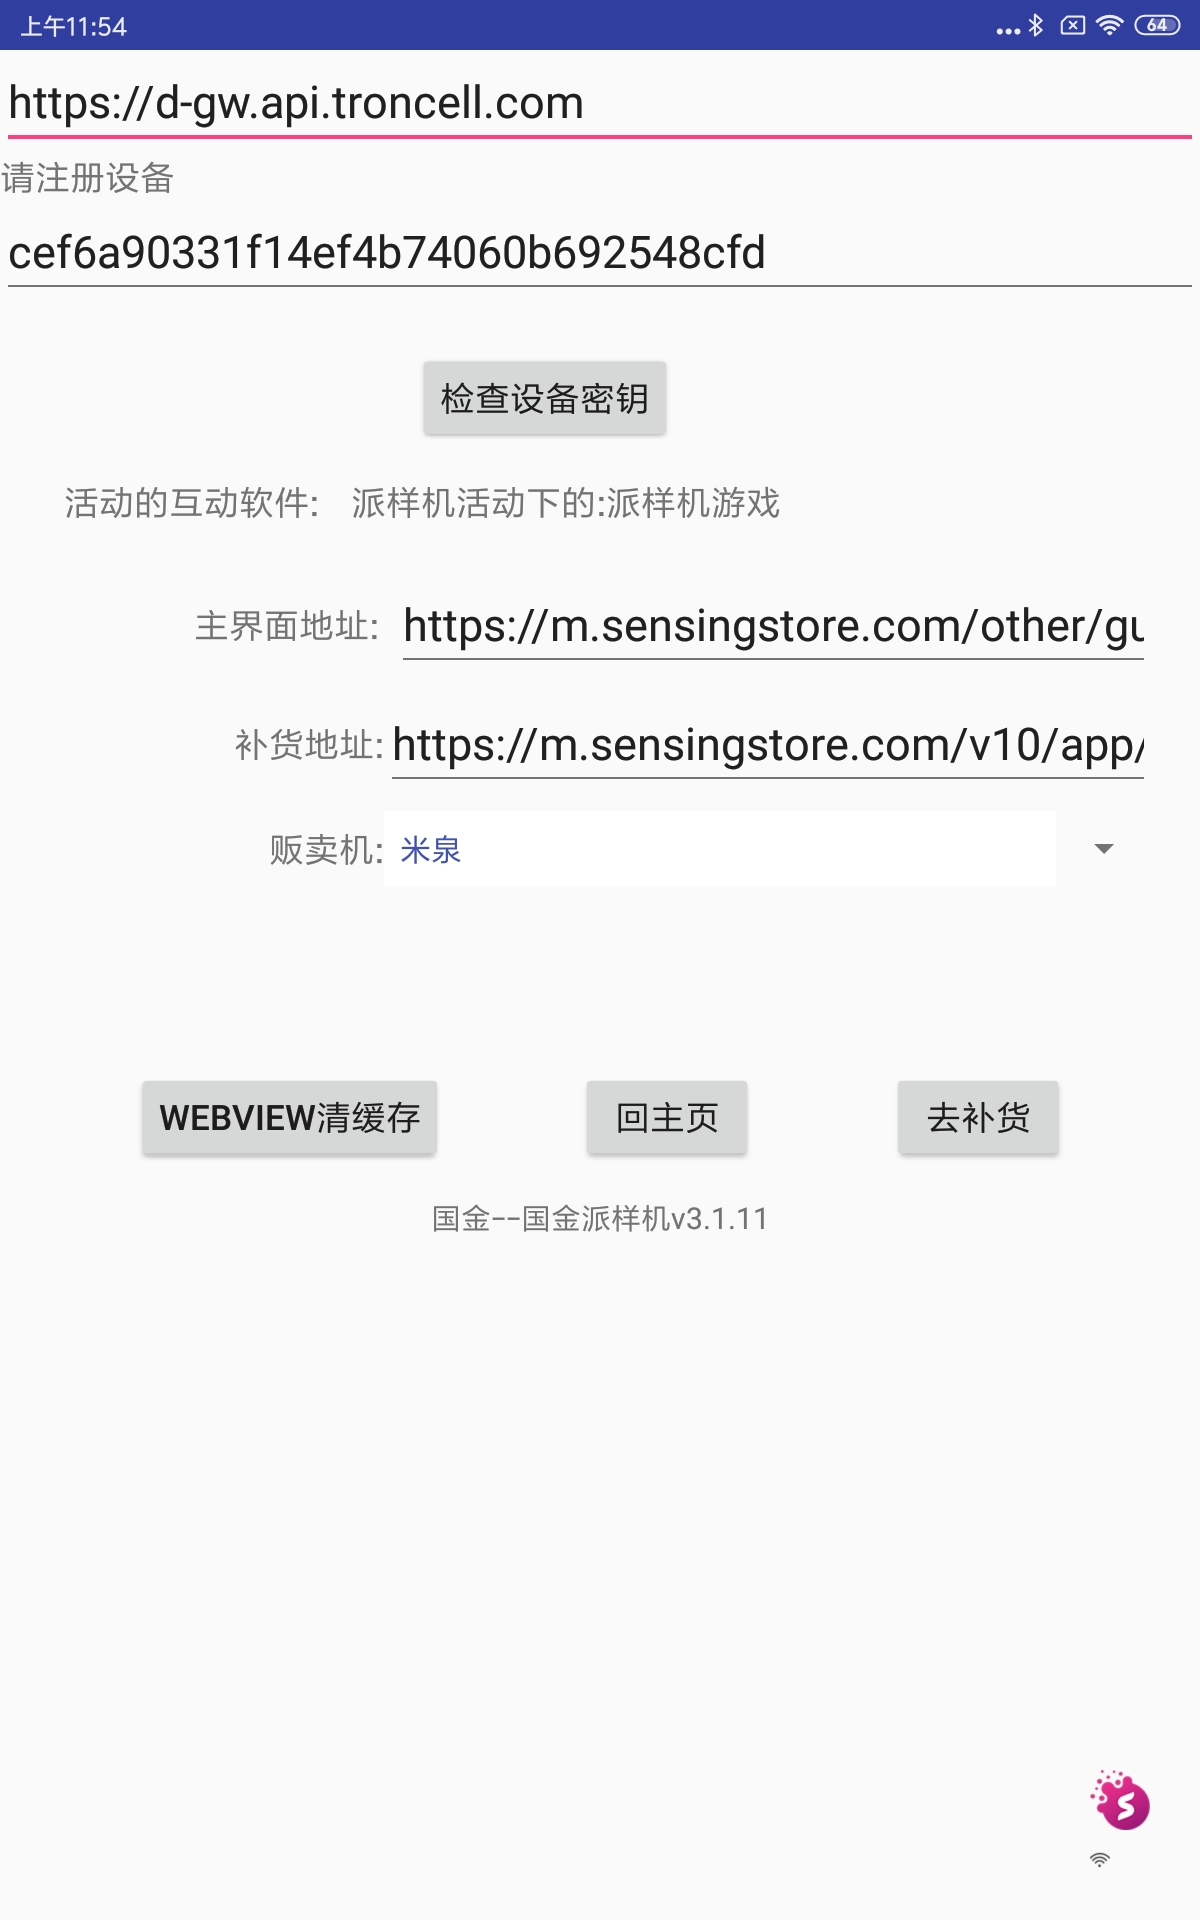 上午11:54
64
https://d-gw.api.troncell.com
请注册设备
cef6a90331f14ef4b74060b692548cfd
检查设备密钥
活动的互动软件: 派样机活动下的:派样机游戏
主界面地址: https://m.sensingstore.com/other/gu
补货地址: https://m.sensingstore.com/v10/app/
贩卖机: 米泉
WEBVIEW清缓存 回主页 去补货
国金--国金派样机v3.1.11